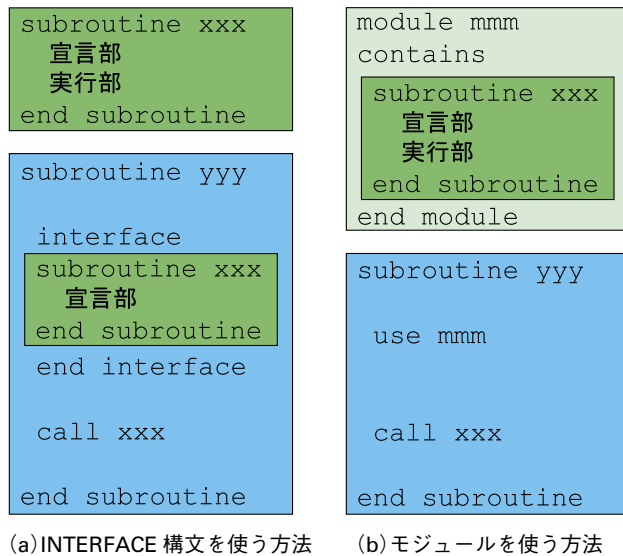 subroutine xxx
宣言部
実行部
end subroutine
subroutine yyy
interface
subroutine xxx
宣言部
end subroutine
end interface
call xxx
end subroutine
(a)INTERFACE 構文を使う方法
module mmm
contains
subroutine xxx
宣言部
実行部
end subroutine
end module
subroutine yyy
use mmm
call xxx
end subroutine
(b)モジュールを使う方法